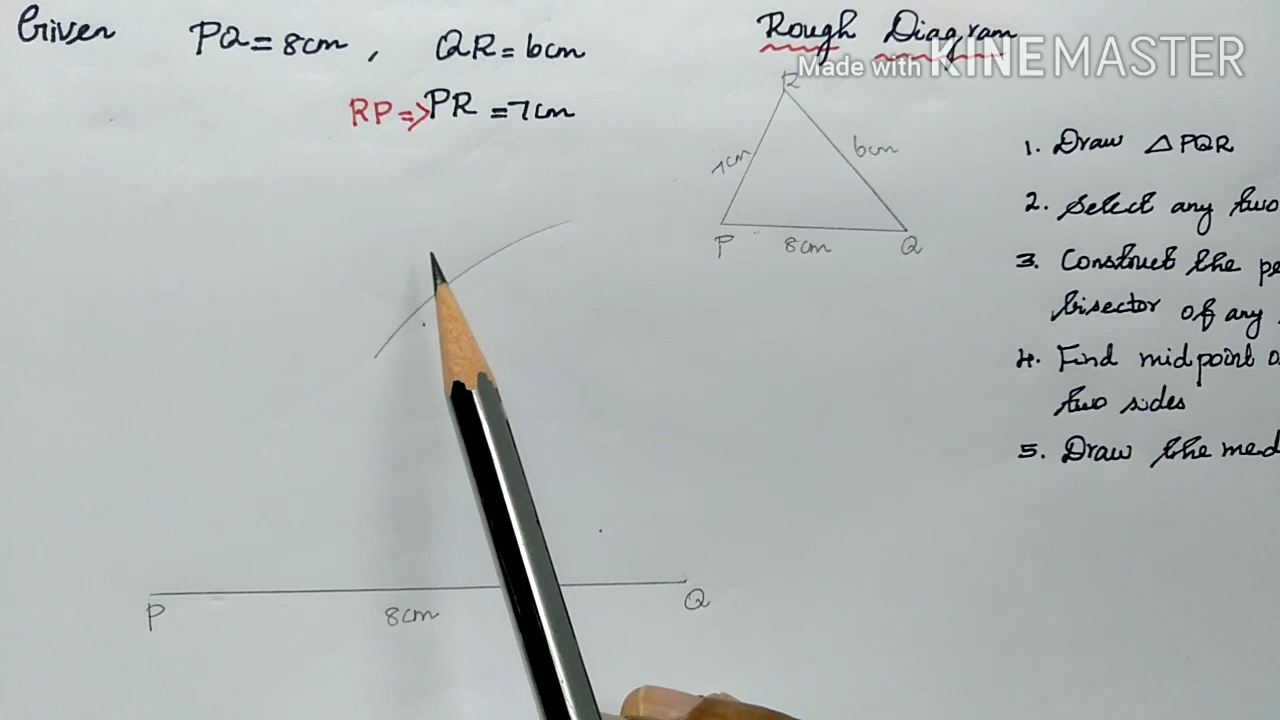 Given PQ = 8cm, QR = 6cm
RP => PR = 7cm
Rough Diagram
Made with KINEMASTER
R
7cm 6cm
P 8cm Q
1. Draw △ PQR
2. Select any two
3. Construct the pe
bisector of any
4. Find midpoint o
two sides
5. Draw the med
P 8cm Q